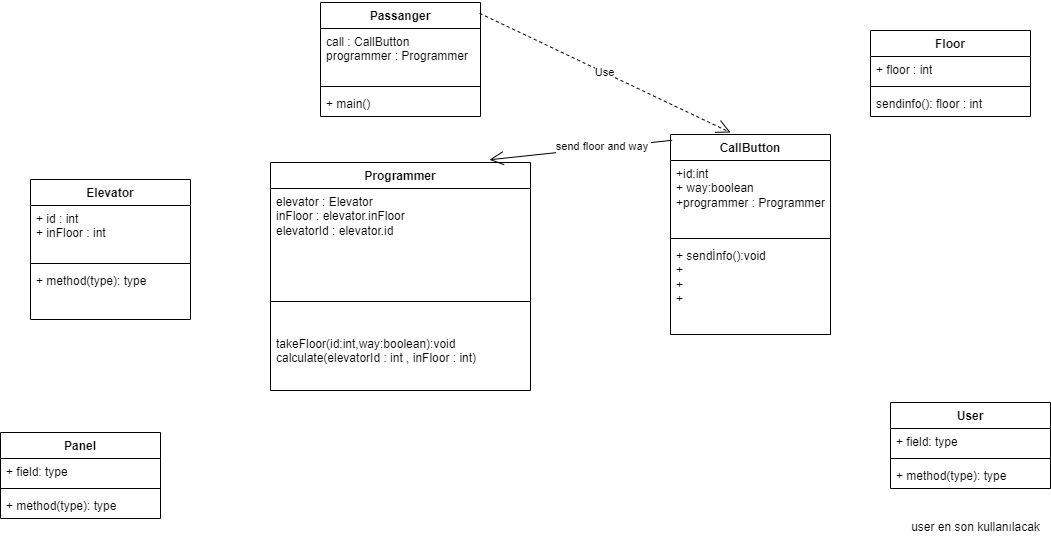 Passanger
call : CallButton
programmer : Programmer
+ main()
Use
Floor
+ floor : int
sendinfo(): floor : int
send floor and way
CallButton
+id:int
+ way:boolean
+programmer : Programmer
+ sendİnfo():void
+
+
+
Programmer
elevator : Elevator
inFloor : elevator.inFloor
elevatorId : elevator.id
takeFloor(id:int,way:boolean):void
calculate(elevatorId : int , inFloor : int)
Elevator
+ id : int
+ inFloor : int
+ method(type): type
Panel
+ field: type
+ method(type): type
User
+ field: type
+ method(type): type
user en son kullanılacak